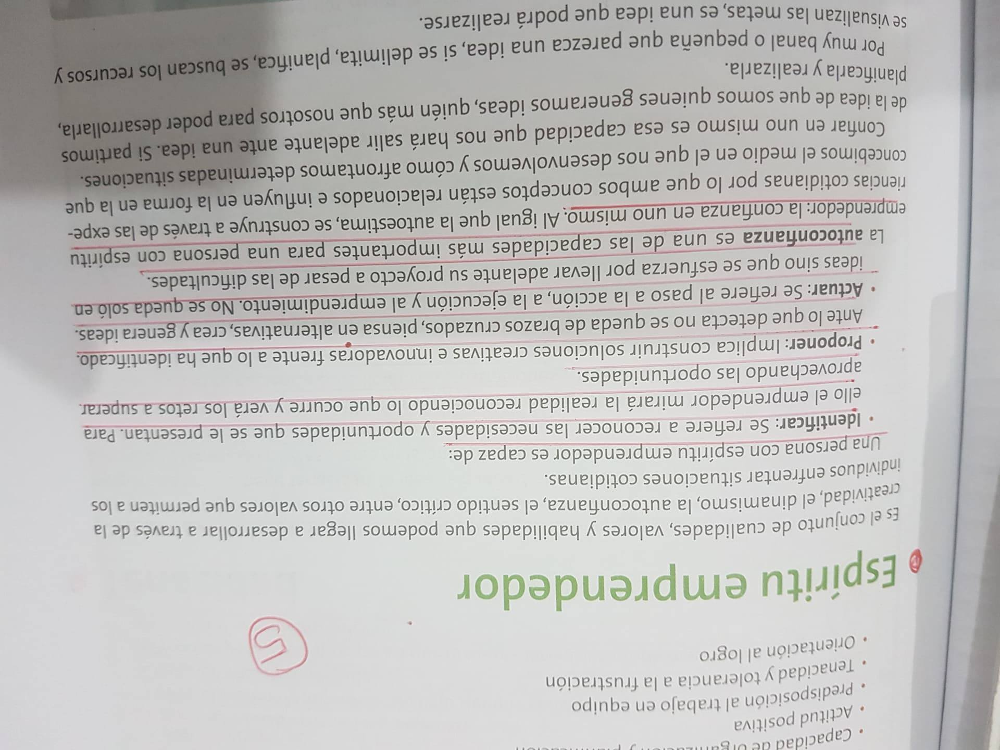 Capacidad de
• Actitud positiva
• Predisposición al trabajo en equipo
• Tenacidad y tolerancia a la frustración
• Orientación al logro
5
Espíritu emprendedor
Es el conjunto de cualidades, valores y habilidades que podemos llegar a desarrollar a través de la
creatividad, el dinamismo, la autoconfianza, el sentido crítico, entre otros valores que permiten a los
individuos enfrentar situaciones cotidianas.
Una persona con espíritu emprendedor es capaz de:
• Identificar: Se refiere a reconocer las necesidades y oportunidades que se le presentan. Para
ello el emprendedor mirará la realidad reconociendo lo que ocurre y verá los retos a superar.
aprovechando las oportunidades.
• Proponer: Implica construir soluciones creativas e innovadoras frente a lo que ha identificado.
Ante lo que detecta no se queda de brazos cruzados, piensa en alternativas, crea y genera ideas.
• Actuar: Se refiere al paso a la acción, a la ejecución y al emprendimiento. No se queda soló en
ideas sino que se esfuerza por llevar adelante su proyecto a pesar de las dificultades.
La autoconfianza es una de las capacidades más importantes para una persona con espíritu
emprendedor: la confianza en uno mismo. Al igual que la autoestima, se construye a través de las expe-
riencias cotidianas por lo que ambos conceptos están relacionados e influyen en la forma en la que
concebimos el medio en el que nos desenvolvemos y cómo afrontamos determinadas situaciones.
Confiar en uno mismo es esa capacidad que nos hará salir adelante ante una idea. Si partimos
de la idea de que somos quienes generamos ideas, quién más que nosotros para poder desarrollarla,
planificarla y realizarla.
Por muy banal o pequeña que parezca una idea, si se delimita, planifica, se buscan los recursos y
se visualizan las metas, es una idea que podrá realizarse.